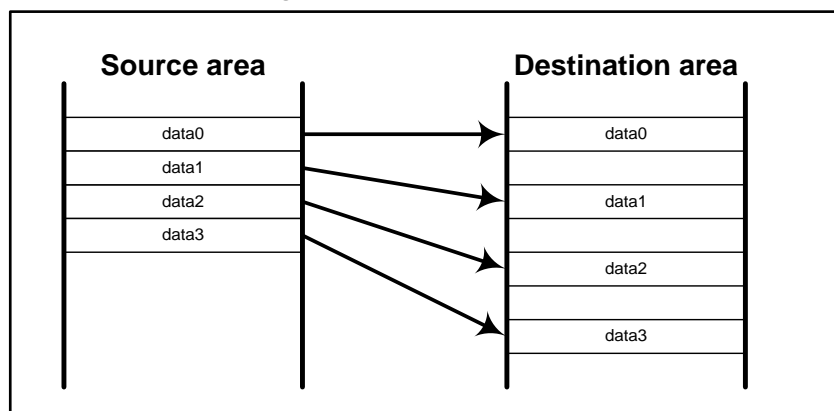 Source area
Destination area
data0
data1
data2
data3
data0
data1
data2
data3